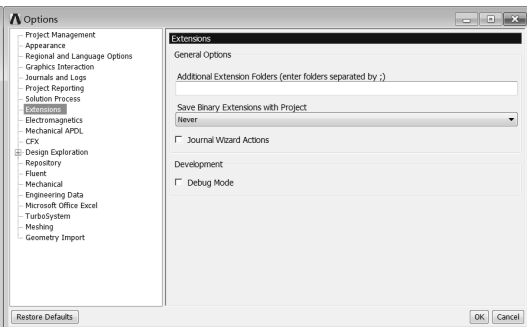 Options
Project Management
Appearance
Regional and Language Options
Graphics Interaction
Journals and Logs
Project Reporting
Solution Process
Extensions
Electromagnetics
Mechanical APDL
CFX
Design Exploration
Repository
Fluent
Mechanical
Engineering Data
Microsoft Office Excel
TurboSystem
Meshing
Geometry Import
Extensions
General Options
Additional Extension Folders (enter folders separated by ;)
Save Binary Extensions with Project
Never
Journal Wizard Actions
Development
Debug Mode
Restore Defaults
OK
Cancel